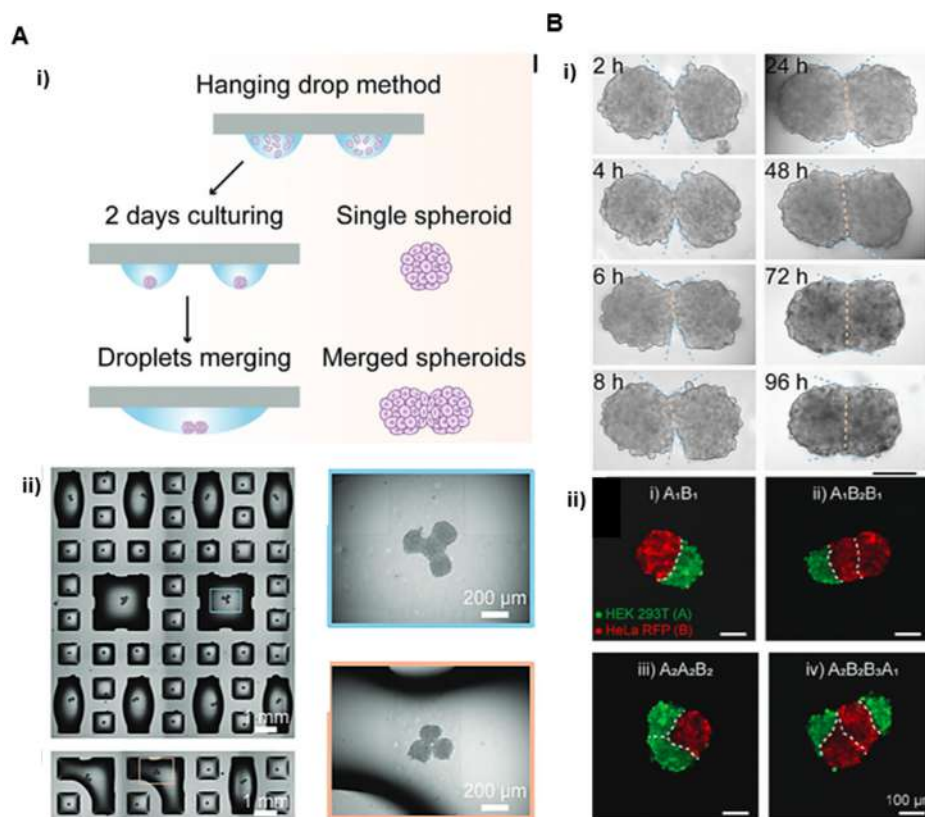 A
i)
Hanging drop method
2 days culturing
Single spheroid
Droplets merging
Merged spheroids
ii)
1 mm
1 mm
200 µm
200 µm
B
i)
2 h
24 h
4 h
48 h
6 h
72 h
8 h
96 h
ii)
i) A₁B₁
ii) A₁B₂B₁
HEK 293T (A)
HeLa RFP (B)
iii) A₂A₂B₂
iv) A₂B₂B₃A₁
100 µm